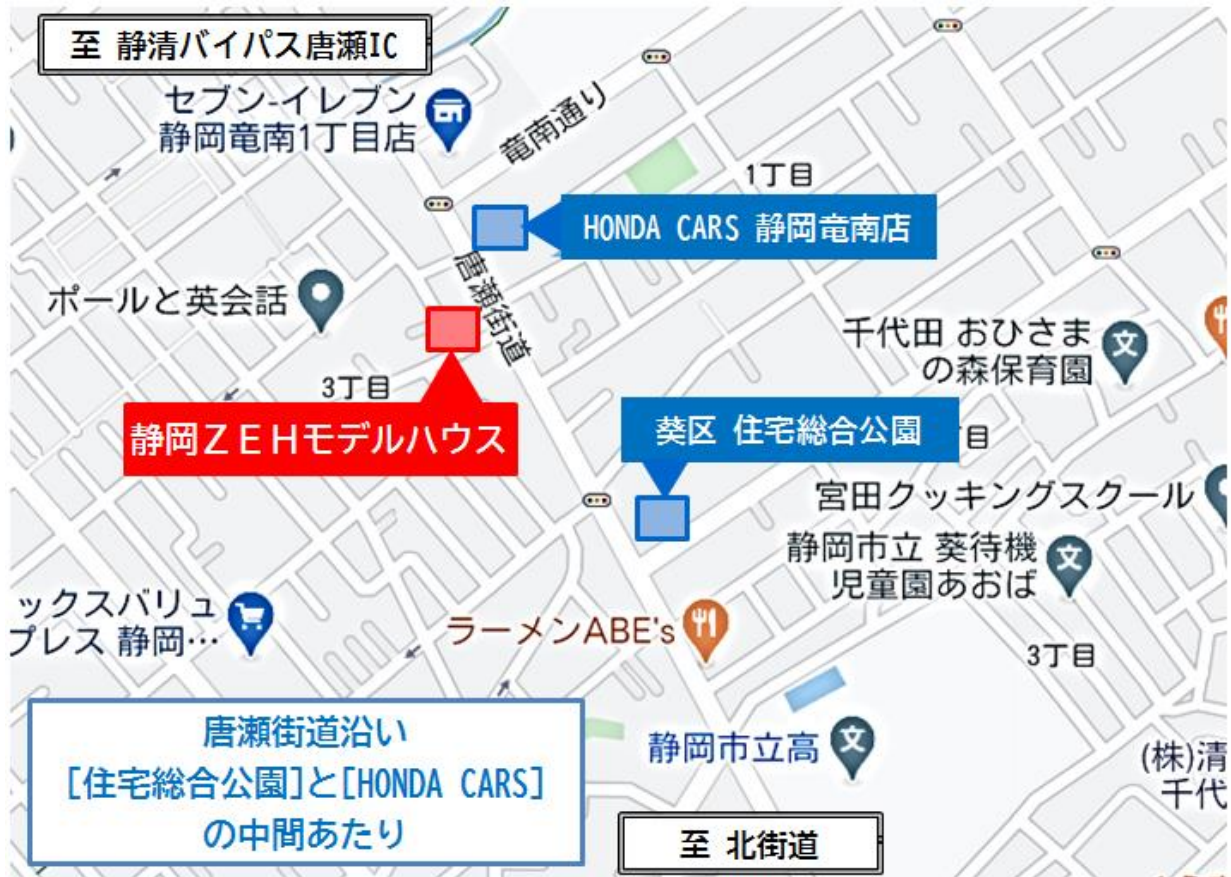 至 静清バイパス唐瀬IC
セブン-イレブン
静岡竜南1丁目店
竜南通り
1丁目
HONDA CARS 静岡竜南店
唐瀬街道
ポールと英会話
千代田 おひさま
の森保育園
3丁目
静岡ZEHモデルハウス
葵区 住宅総合公園
目
宮田クッキングスクール
静岡市立 葵待機
児童園あおば
ックスバリュ
プレス 静岡…
ラーメンABE's
3丁目
唐瀬街道沿い
[住宅総合公園]と[HONDA CARS]
の中間あたり
静岡市立高
(株)清
千代
至 北街道